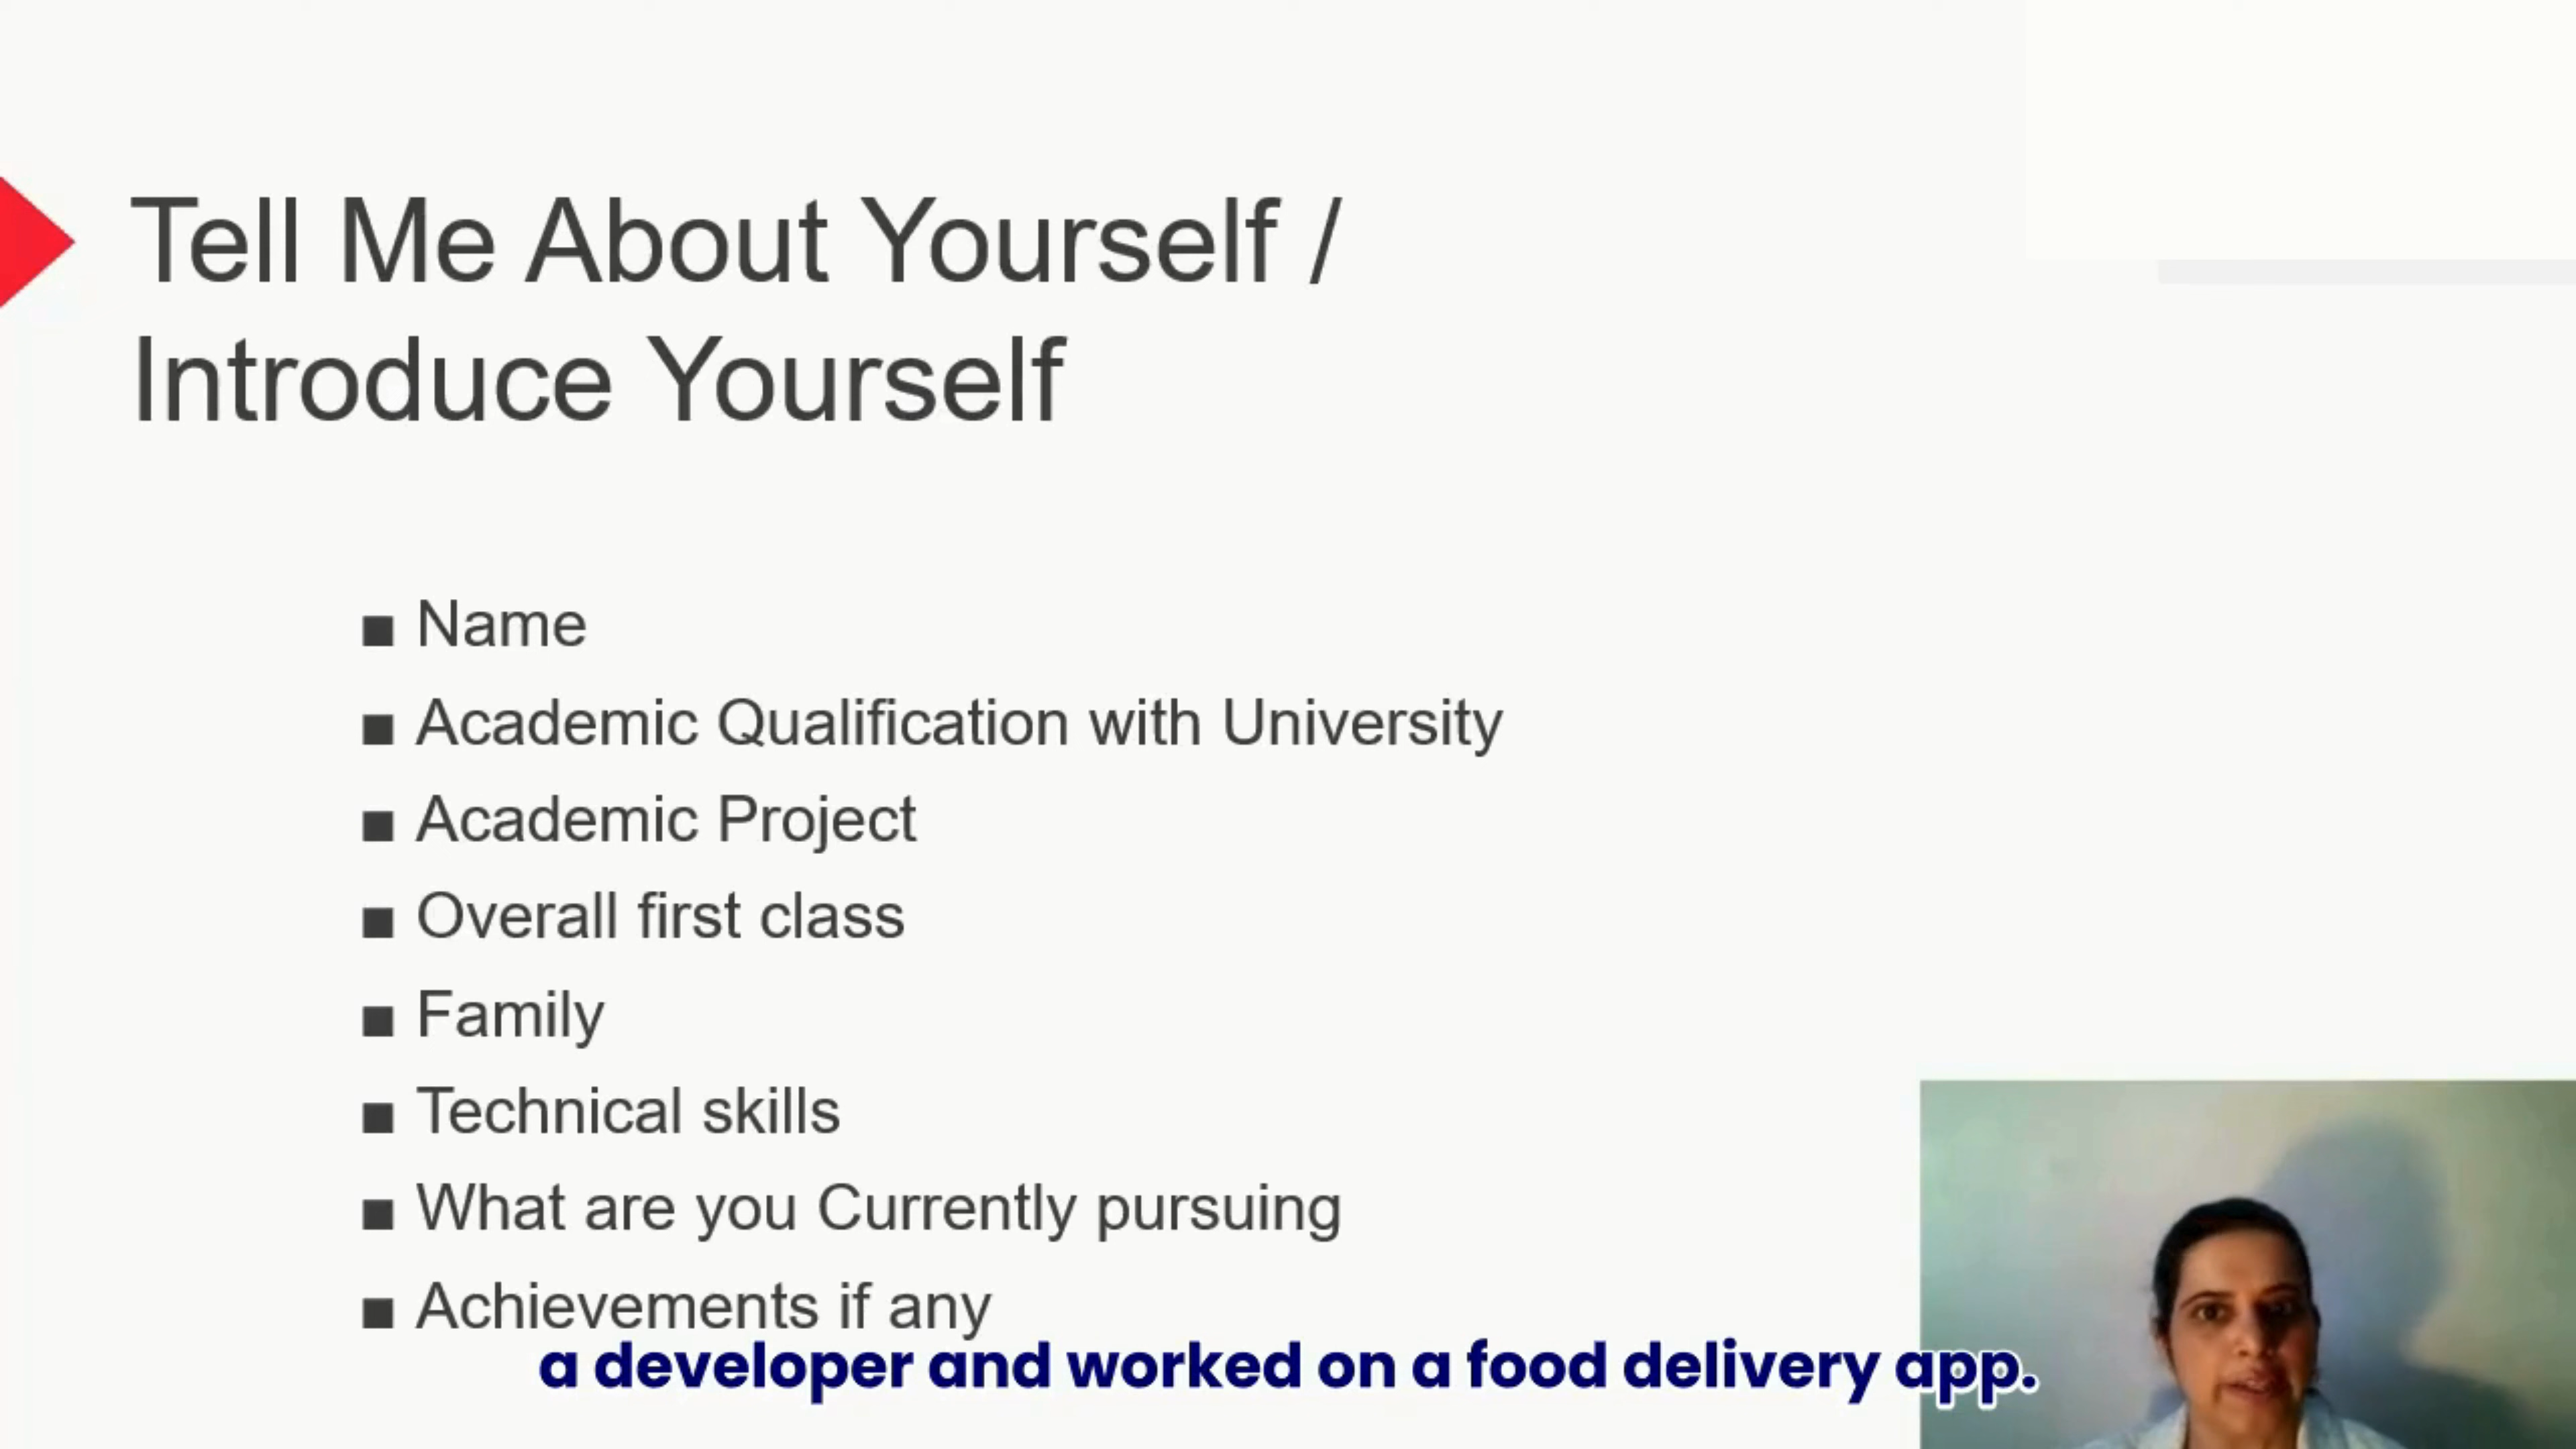 Tell Me About Yourself /
Introduce Yourself
■ Name
■ Academic Qualification with University
■ Academic Project
■ Overall first class
■ Family
■ Technical skills
■ What are you Currently pursuing
■ Achievements if any
a developer and worked on a food delivery app.